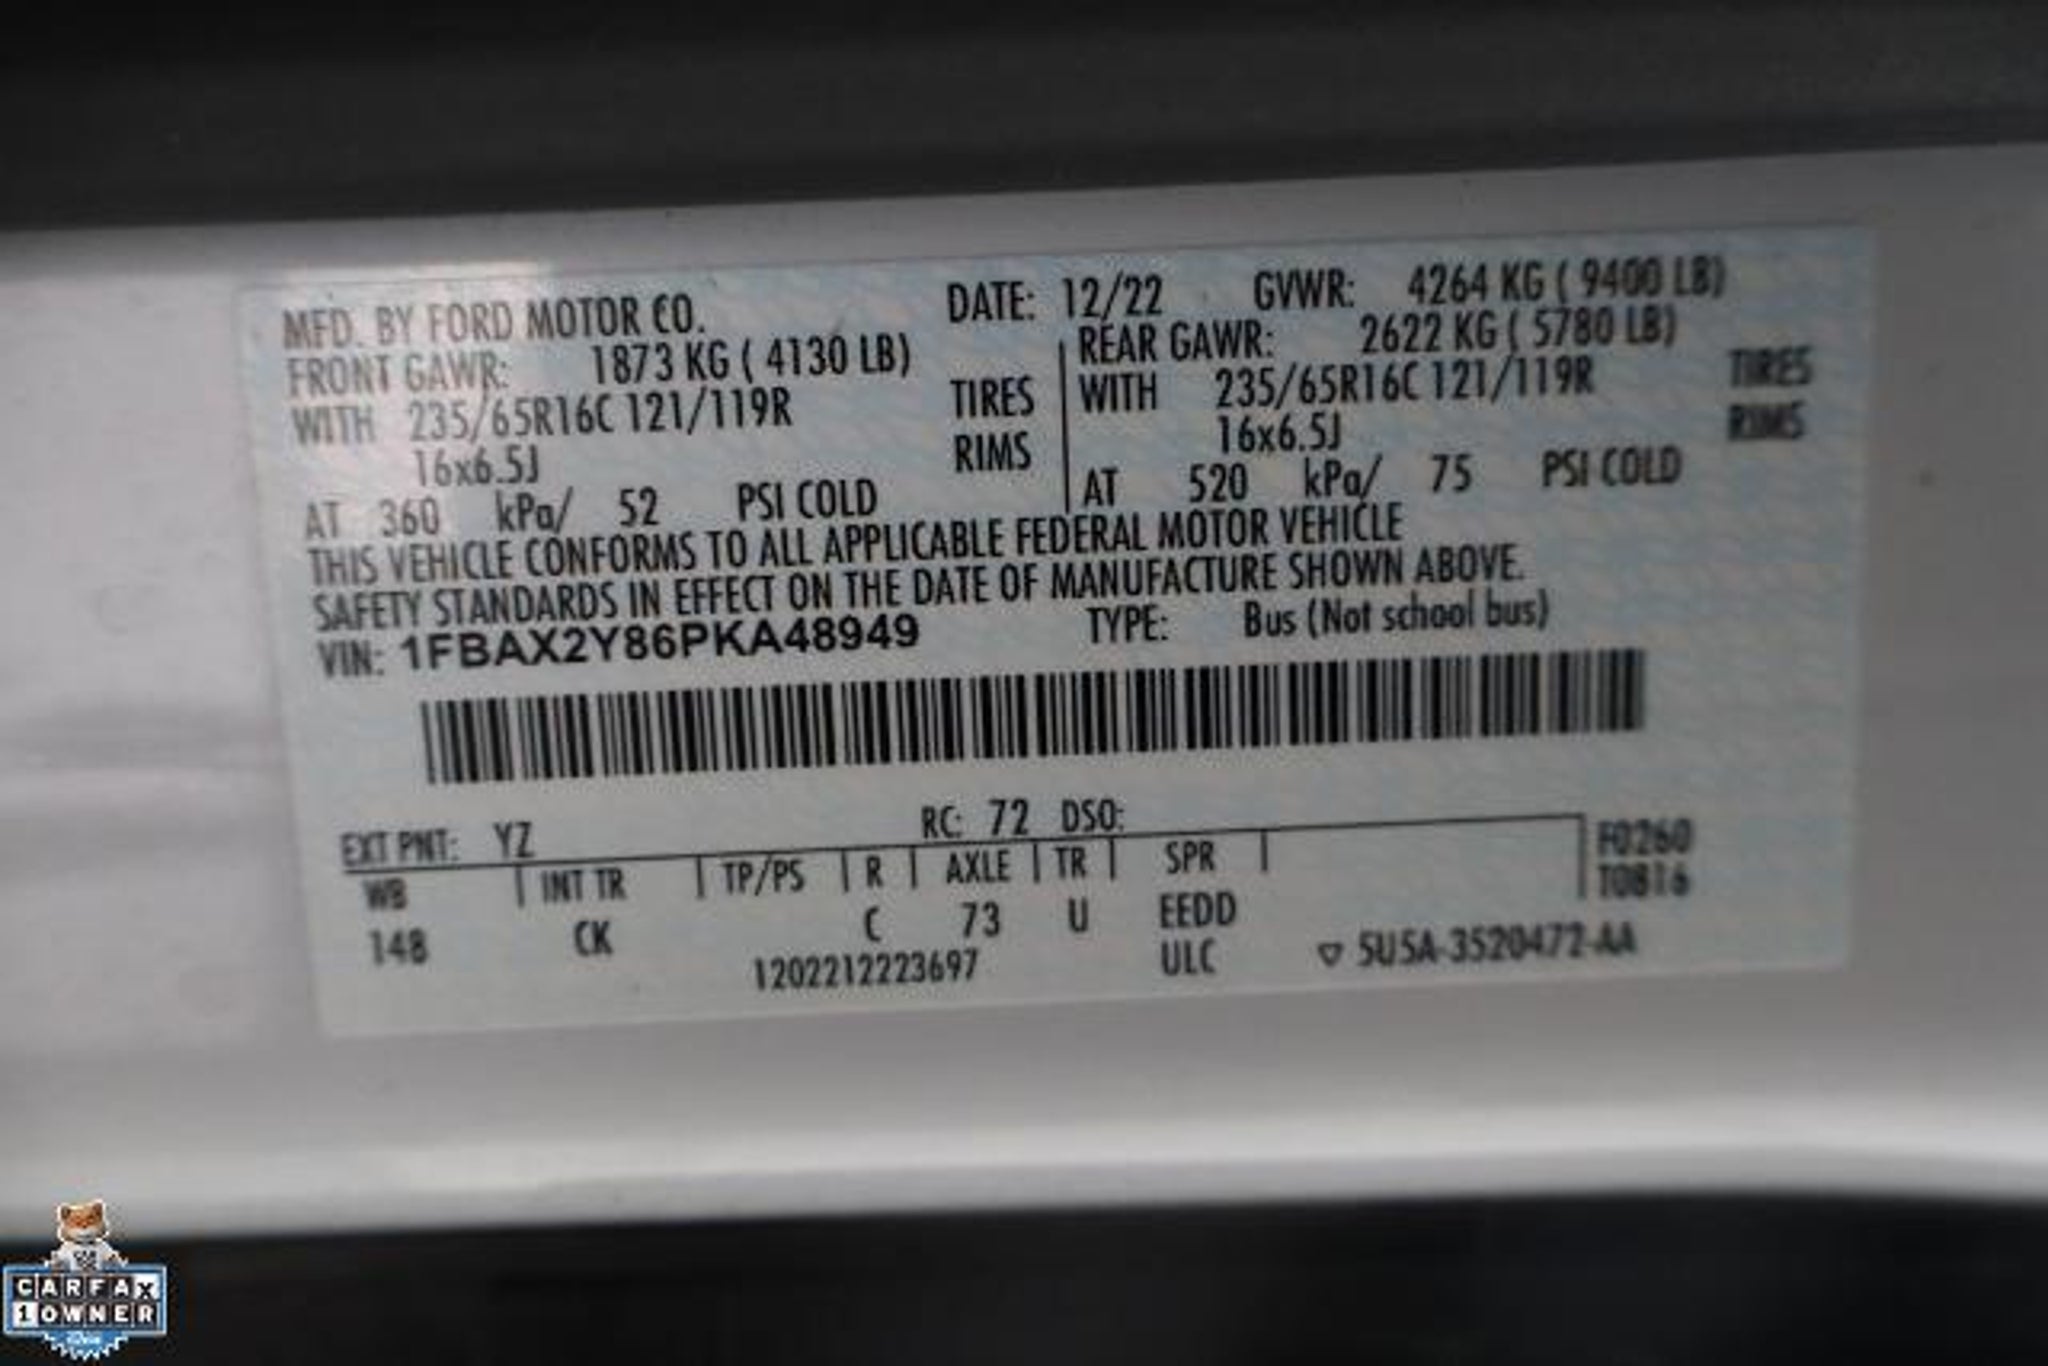 MFD. BY FORD MOTOR CO. DATE: 12/22 GVWR: 4264 KG ( 9400 LB)
FRONT GAWR: 1873 KG ( 4130 LB) REAR GAWR: 2622 KG ( 5780 LB)
WITH 235/65R16C 121/119R TIRES WITH 235/65R16C 121/119R TIRES
16x6.5J RIMS 16x6.5J RIMS
AT 360 kPa/ 52 PSI COLD AT 520 kPa/ 75 PSI COLD
THIS VEHICLE CONFORMS TO ALL APPLICABLE FEDERAL MOTOR VEHICLE
SAFETY STANDARDS IN EFFECT ON THE DATE OF MANUFACTURE SHOWN ABOVE.
VIN: 1FBAX2Y86PKA48949 TYPE: Bus (Not school bus)
EXT PNT: YZ RC: 72 DSO:
WB INT TR TP/PS R AXLE TR SPR F0260
T0816
148 CK C 73 U EEDD
1202212223697 ULC ▽ 5U5A-3520472-AA
CARFAX
1 OWNER